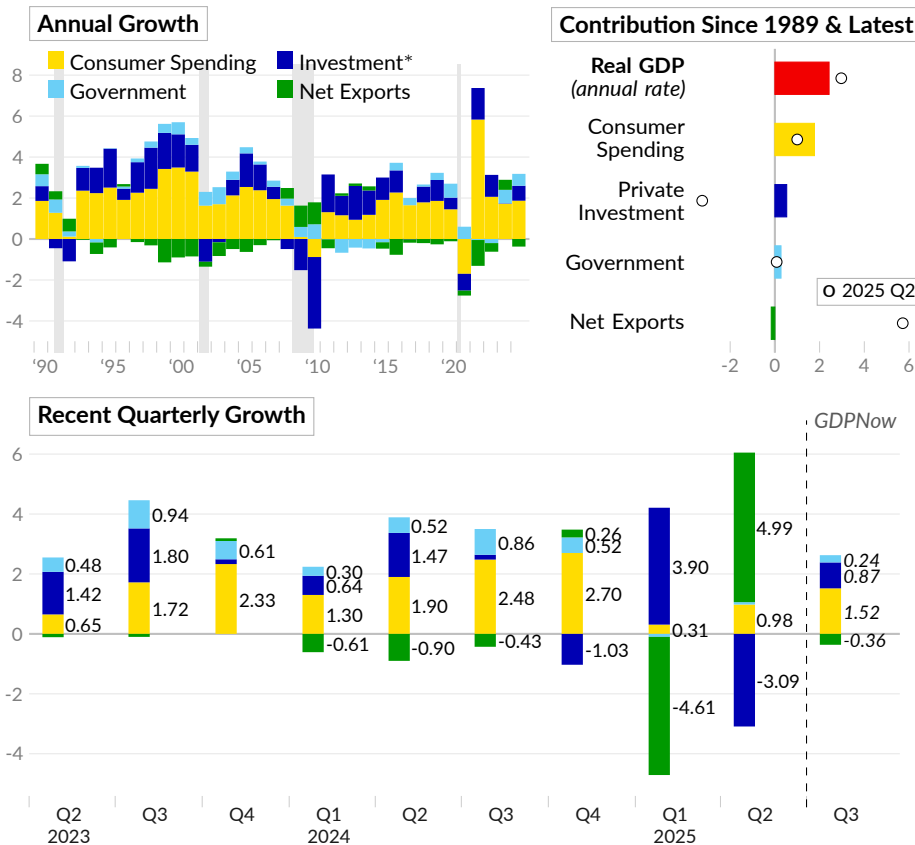 Annual Growth
Consumer Spending
Investment*
Government
Net Exports
8
6
4
2
0
-2
-4
‘90
‘95
‘00
‘05
‘10
‘15
‘20
Contribution Since 1989 & Latest
Real GDP
(annual rate)
Consumer
Spending
Private
Investment
Government
Net Exports
o 2025 Q2
-2
0
2
4
6
Recent Quarterly Growth
GDPNow
6
4
2
0
-2
-4
0.48
1.42
0.65
0.94
1.80
1.72
0.61
2.33
0.30
0.64
1.30
-0.61
0.52
1.47
1.90
-0.90
0.86
2.48
-0.43
0.26
0.52
2.70
-1.03
3.90
0.31
-4.61
4.99
0.98
-3.09
0.24
0.87
1.52
-0.36
Q2
2023
Q3
Q4
Q1
2024
Q2
Q3
Q4
Q1
2025
Q2
Q3